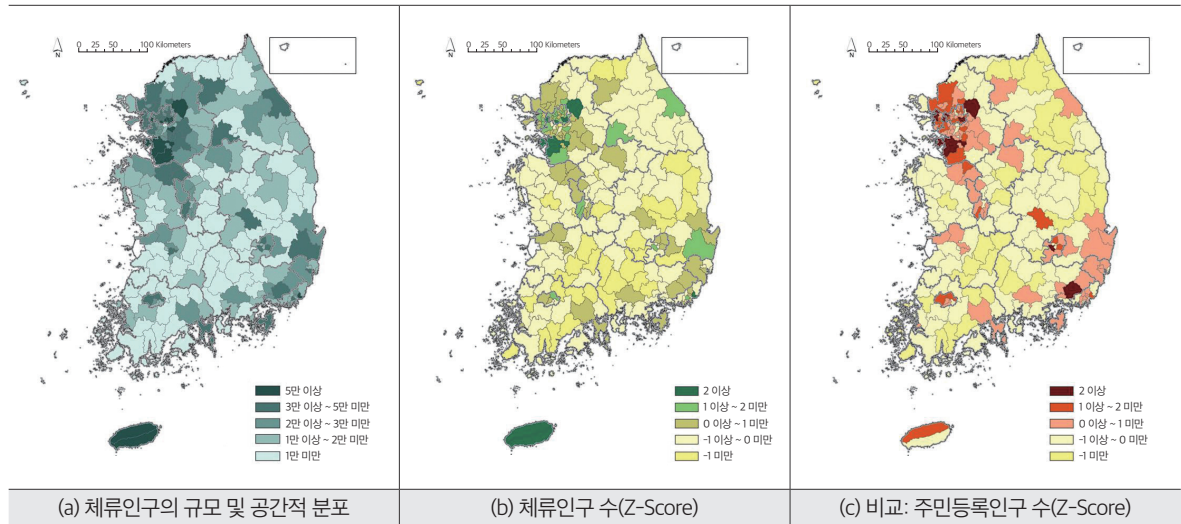 N
0 25 50 100 Kilometers
5만 이상
3만 이상 ~ 5만 미만
2만 이상 ~ 3만 미만
1만 이상 ~ 2만 미만
1만 미만
(a) 체류인구의 규모 및 공간적 분포
N
0 25 50 100 Kilometers
2 이상
1 이상 ~ 2 미만
0 이상 ~ 1 미만
-1 이상 ~ 0 미만
-1 미만
(b) 체류인구 수(Z-Score)
N
0 25 50 100 Kilometers
2 이상
1 이상 ~ 2 미만
0 이상 ~ 1 미만
-1 이상 ~ 0 미만
-1 미만
(c) 비교: 주민등록인구 수(Z-Score)